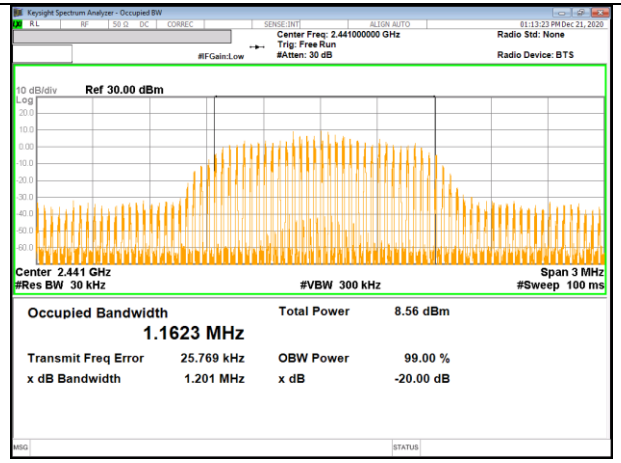 Keysight Spectrum Analyzer - Occupied BW
RL RF 50 Ω DC CORREC SENSE:INT ALIGN AUTO 01:13:23 PM Dec 21, 2020
Center Freq: 2.441000000 GHz Radio Std: None
Trig: Free Run
#IFGain:Low #Atten: 30 dB Radio Device: BTS
10 dB/div Ref 30.00 dBm
Log
20.0
10.0
0.00
-10.0
-20.0
-30.0
-40.0
-50.0
-60.0
Center 2.441 GHz Span 3 MHz
#Res BW 30 kHz #VBW 300 kHz #Sweep 100 ms
Occupied Bandwidth Total Power 8.56 dBm
1.1623 MHz
Transmit Freq Error 25.769 kHz OBW Power 99.00 %
x dB Bandwidth 1.201 MHz x dB -20.00 dB
MSG STATUS